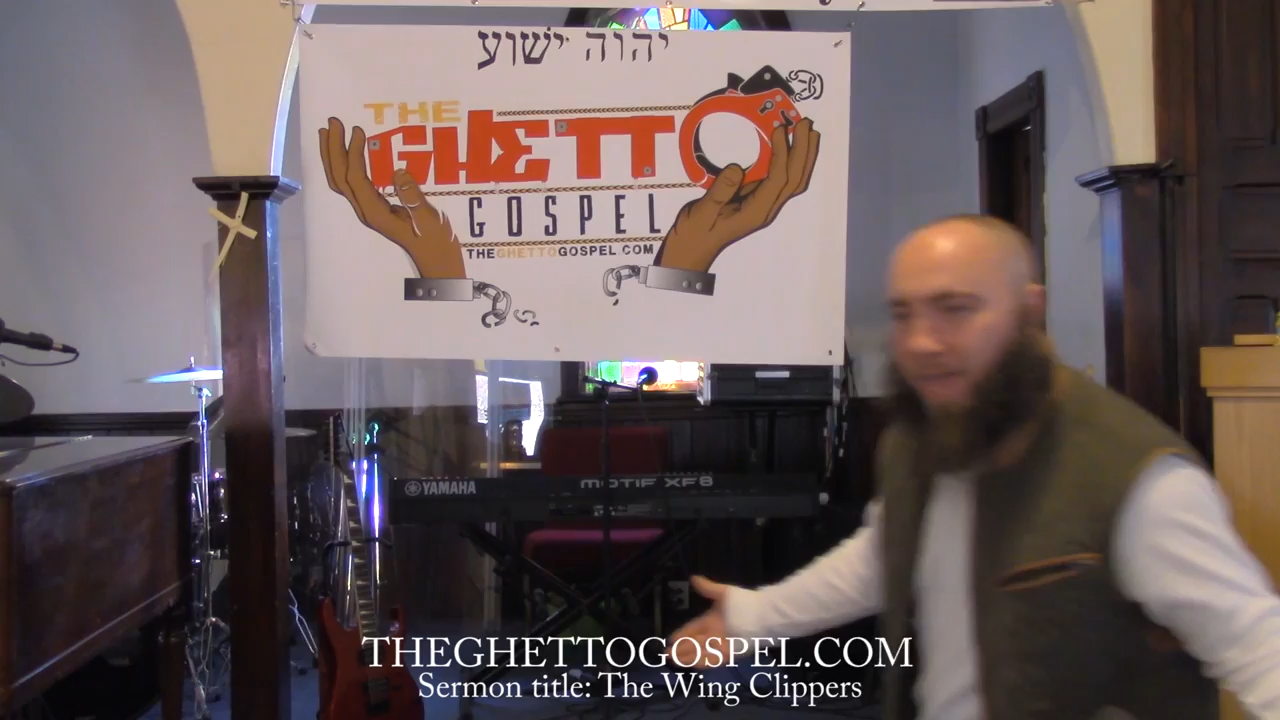 יהוה ישוע
THE
GHETTO
GOSPEL
THEGHETTOGOSPEL.COM
YAMAHA MOTIF XF8
THEGHETTOGOSPEL.COM
Sermon title: The Wing Clippers